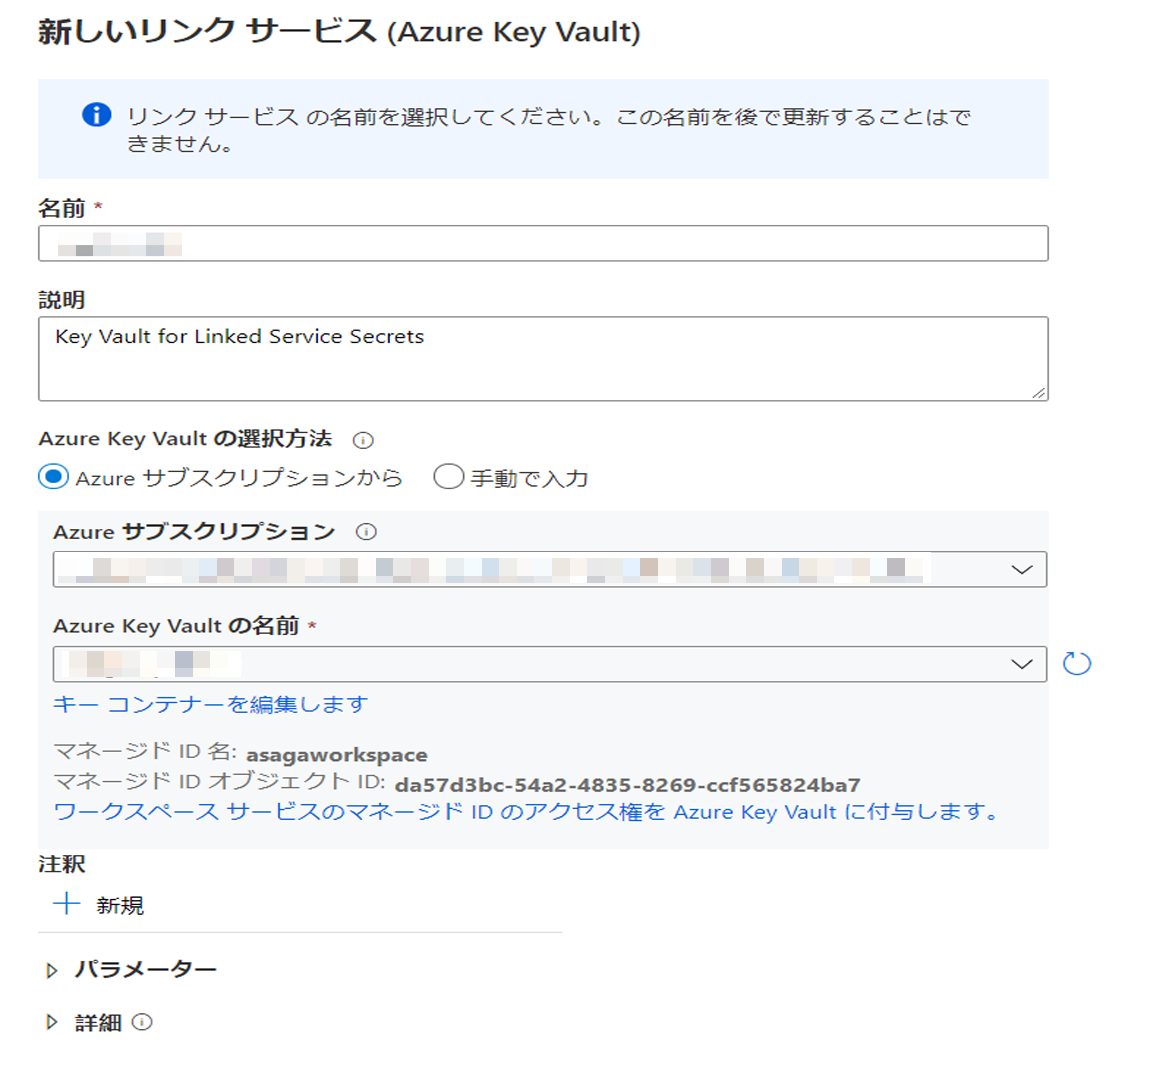 新しいリンク サービス (Azure Key Vault)
リンク サービス の名前を選択してください。この名前を後で更新することはで
きません。
名前 *
説明
Key Vault for Linked Service Secrets
Azure Key Vault の選択方法
Azure サブスクリプションから 手動で入力
Azure サブスクリプション
Azure Key Vault の名前 *
キー コンテナーを編集します
マネージド ID 名: asagaworkspace
マネージド ID オブジェクト ID: da57d3bc-54a2-4835-8269-ccf565824ba7
ワークスペース サービスのマネージド ID のアクセス権を Azure Key Vault に付与します。
注釈
新規
パラメーター
詳細